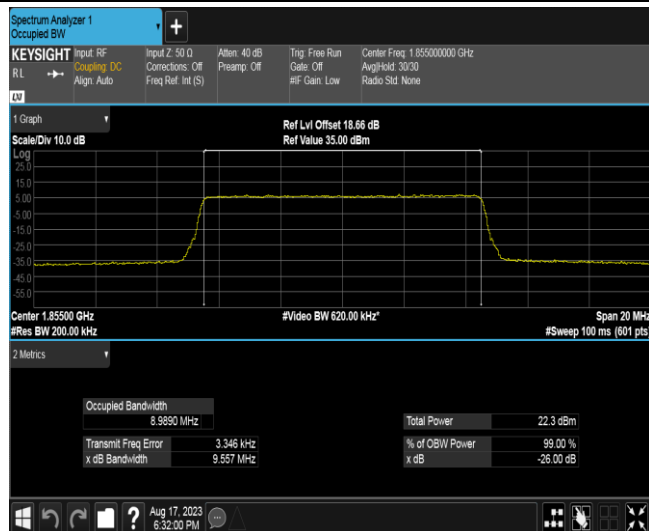 Spectrum Analyzer 1
Occupied BW
+
KEYSIGHT
RL
Input: RF
Coupling: DC
Align: Auto
Input Z: 50 Ω
Corrections: Off
Freq Ref: Int (S)
Atten: 40 dB
Preamp: Off
Trig: Free Run
Gate: Off
#IF Gain: Low
Center Freq: 1.855000000 GHz
Avg|Hold: 30/30
Radio Std: None
LXI
1 Graph
Scale/Div 10.0 dB
Ref Lvl Offset 18.66 dB
Ref Value 35.00 dBm
Log
25.0
15.0
5.00
-5.00
-15.0
-25.0
-35.0
-45.0
-55.0
Center 1.85500 GHz
#Res BW 200.00 kHz
#Video BW 620.00 kHz*
Span 20 MHz
#Sweep 100 ms (601 pts)
2 Metrics
Occupied Bandwidth
8.9890 MHz
Total Power 22.3 dBm
Transmit Freq Error 3.346 kHz
% of OBW Power 99.00 %
x dB Bandwidth 9.557 MHz
x dB -26.00 dB
?
Aug 17, 2023
6:32:00 PM